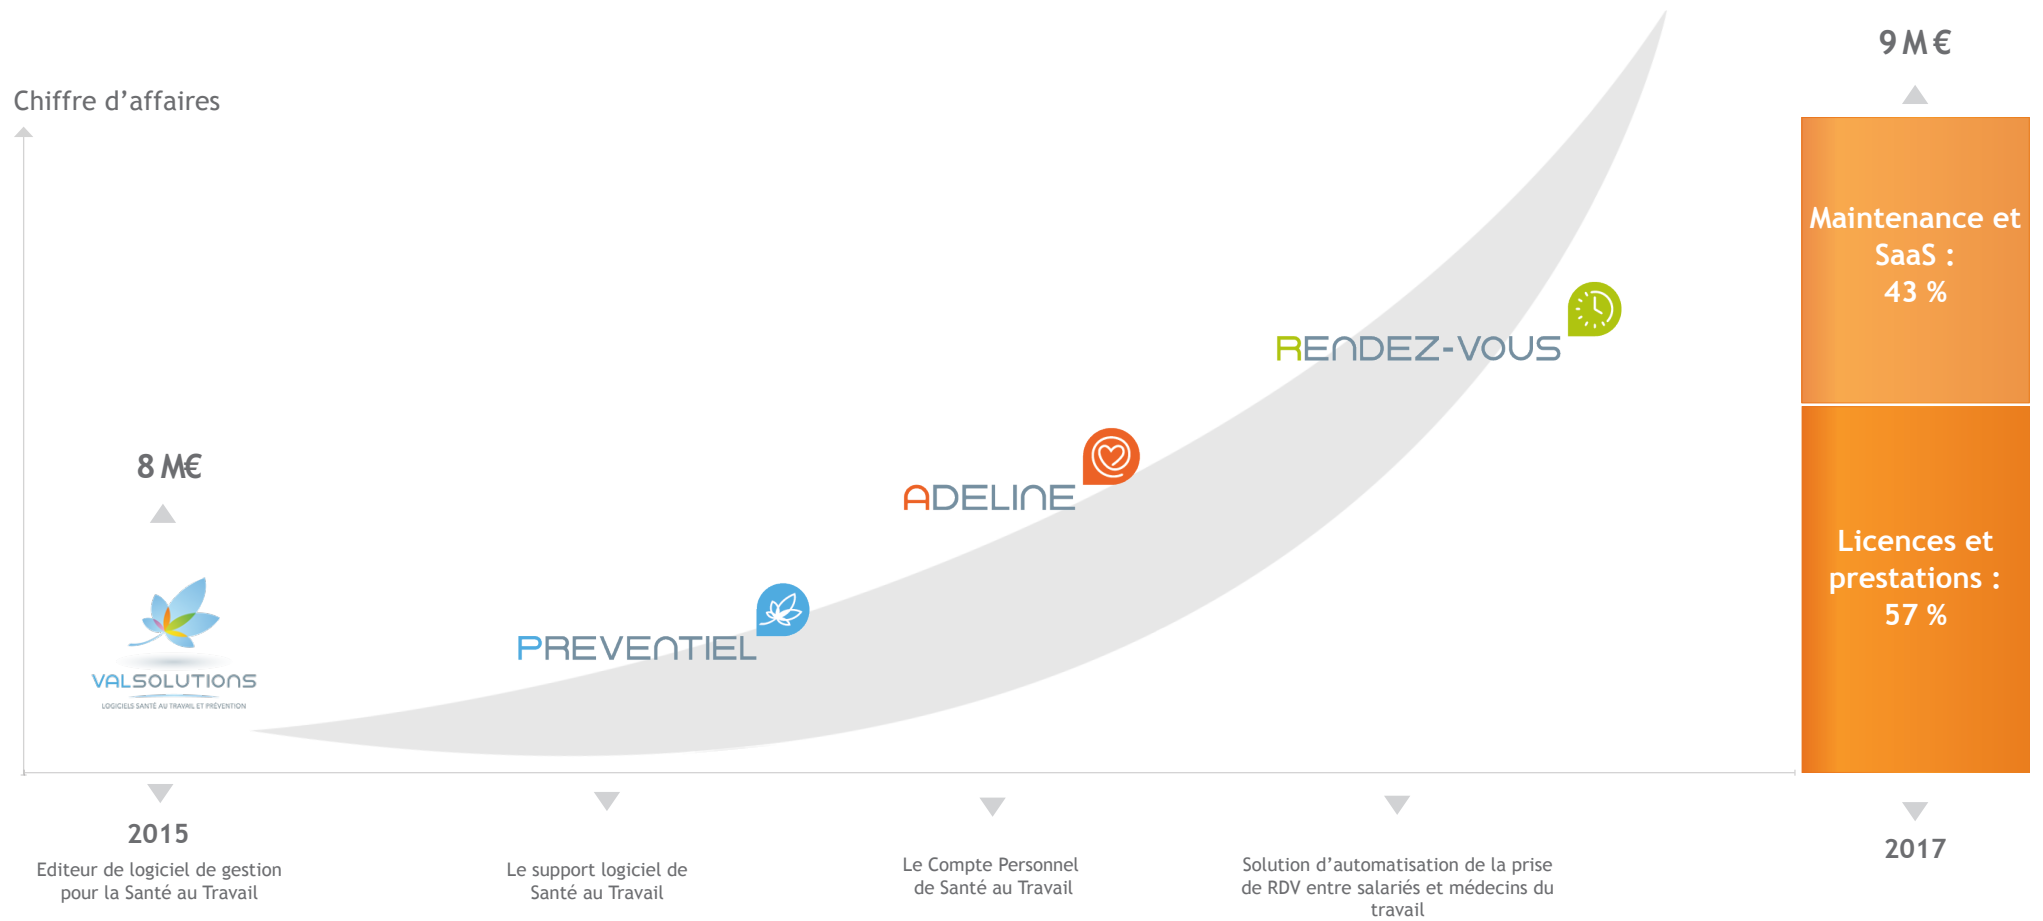 Chiffre d’affaires
9 M €
Maintenance et
SaaS :
43 %
RENDEZ-VOUS
8 M€
ADELINE
Licences et
prestations :
57 %
PREVENTIEL
VALSOLUTIONS
LOGICIELS SANTÉ AU TRAVAIL ET PRÉVENTION
2015
Editeur de logiciel de gestion
pour la Santé au Travail
Le support logiciel de
Santé au Travail
Le Compte Personnel
de Santé au Travail
Solution d’automatisation de la prise
de RDV entre salariés et médecins du
travail
2017